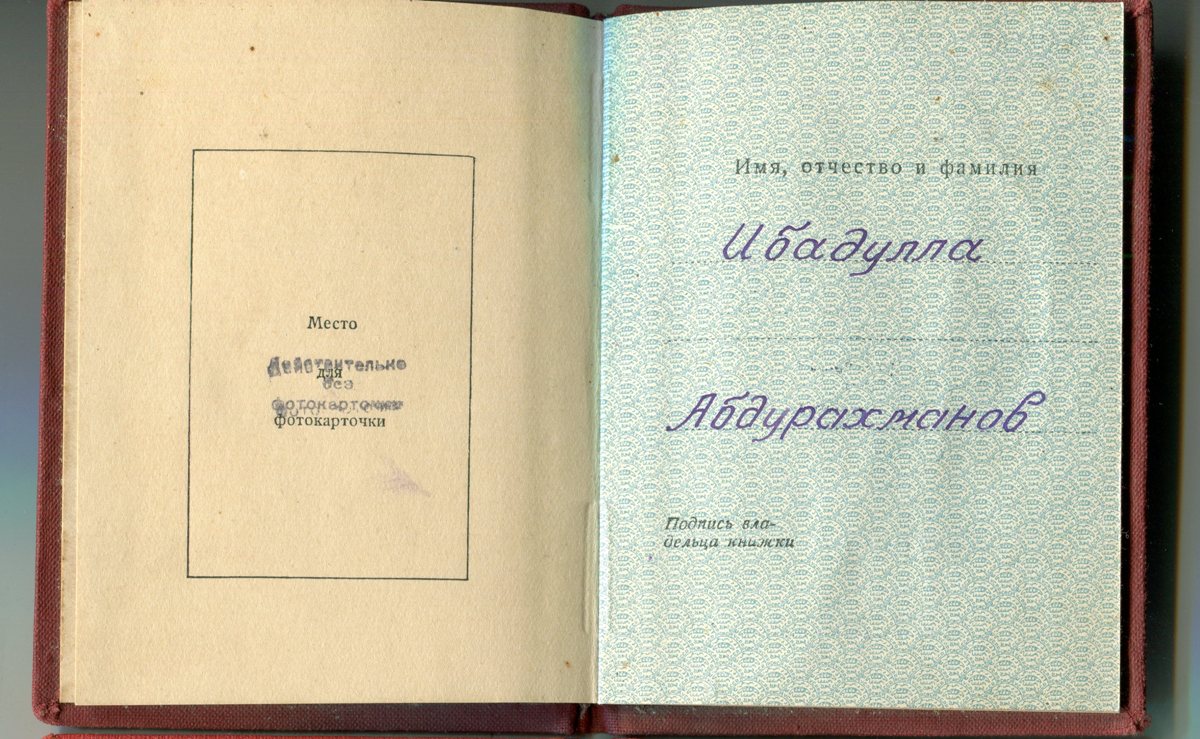 Место
Действительно
для
без
фотокарточки
фотокарточки
Имя, отчество и фамилия
Ибадулла
Абдурахманов
Подпись вла-
дельца книжки